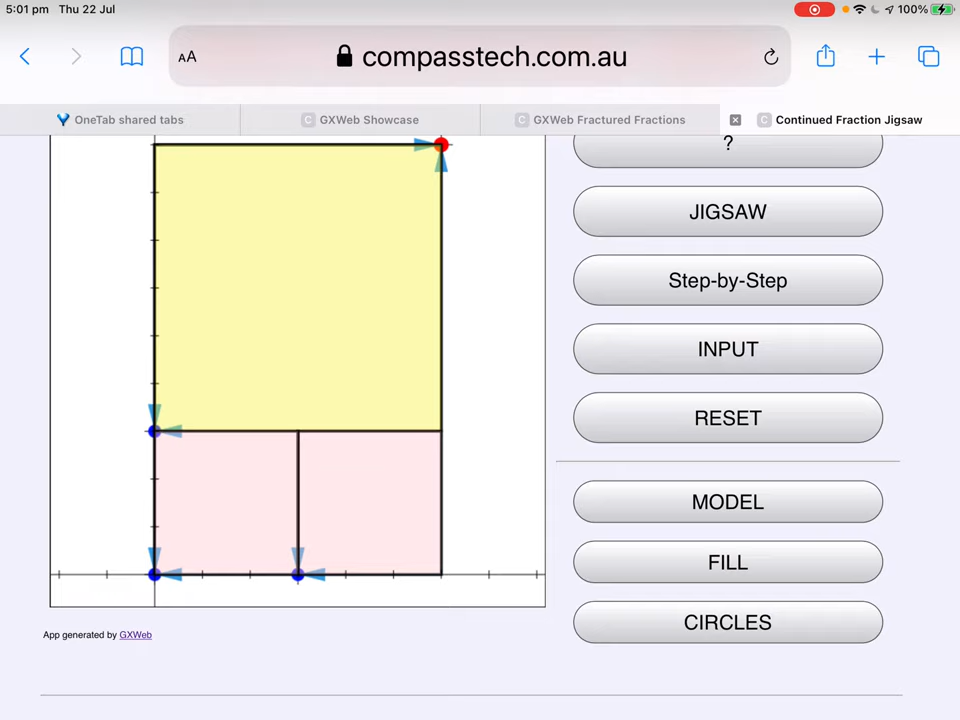 5:01 pm Thu 22 Jul 100%
AA compasstech.com.au
OneTab shared tabs GXWeb Showcase GXWeb Fractured Fractions Continued Fraction Jigsaw
?
JIGSAW
Step-by-Step
INPUT
RESET
MODEL
FILL
CIRCLES
App generated by GXWeb